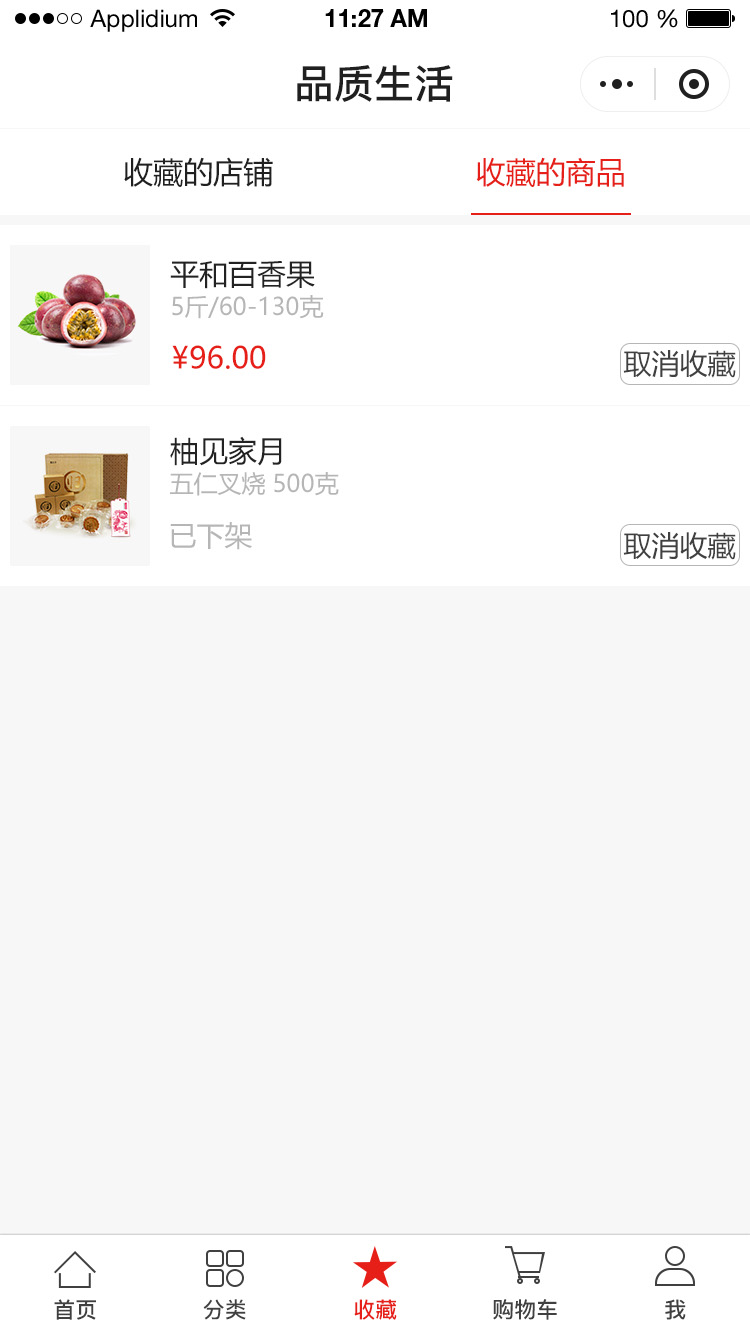 Applidium 11:27 AM 100 %
品质生活
收藏的店铺 收藏的商品
平和百香果
5斤/60-130克
¥96.00
取消收藏
柚见家月
五仁叉烧 500克
已下架
取消收藏
首页 分类 收藏 购物车 我